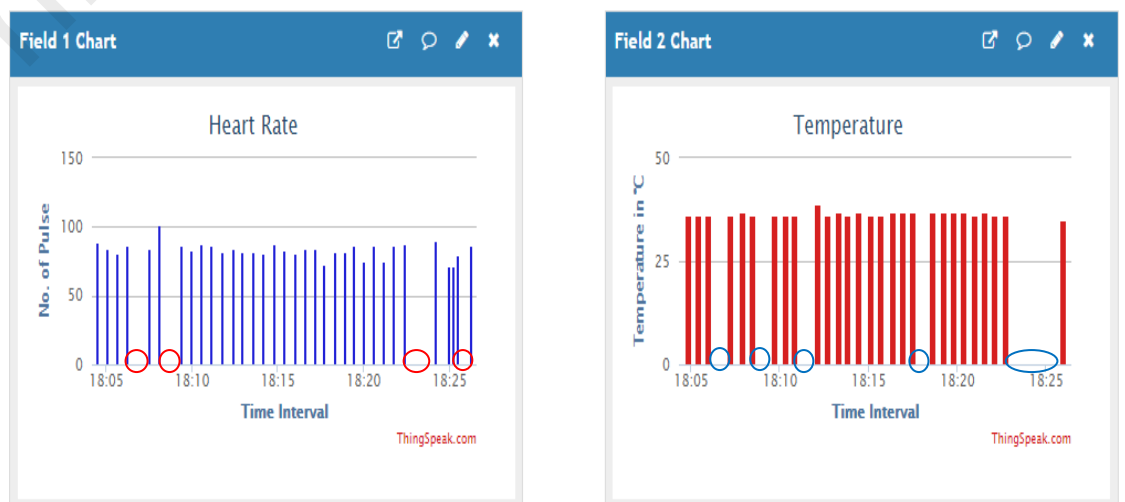 Field 1 Chart
Heart Rate
150
100
50
0
No. of Pulse
18:05 18:10 18:15 18:20 18:25
Time Interval
ThingSpeak.com
Field 2 Chart
Temperature
50
25
0
Temperature in °C
18:05 18:10 18:15 18:20 18:25
Time Interval
ThingSpeak.com